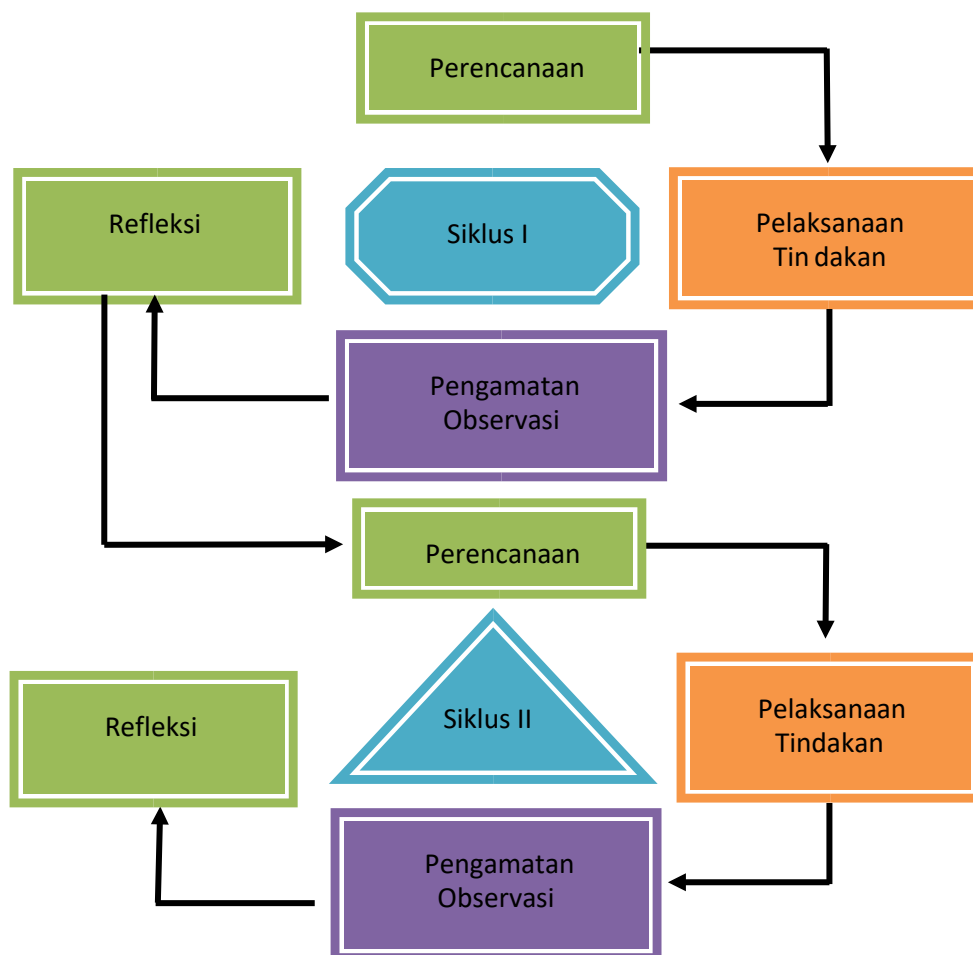 Perencanaan
Refleksi
Siklus I
Pelaksanaan
Tin dakan
Pengamatan
Observasi
Perencanaan
Refleksi
Siklus II
Pelaksanaan
Tindakan
Pengamatan
Observasi